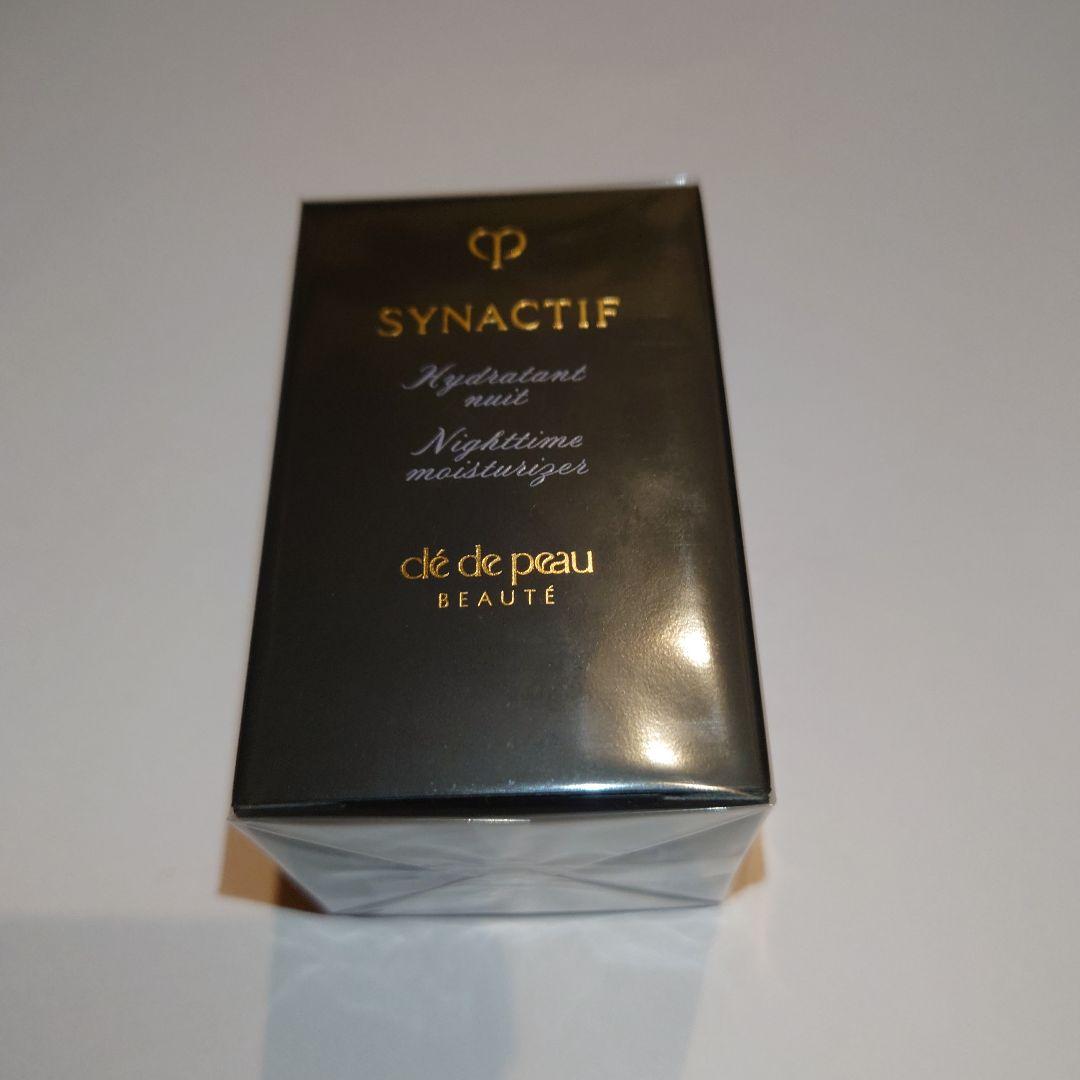 SYNACTIF
Hydratant
nuit
Nighttime
moisturizer
clé de peau
BEAUTÉ